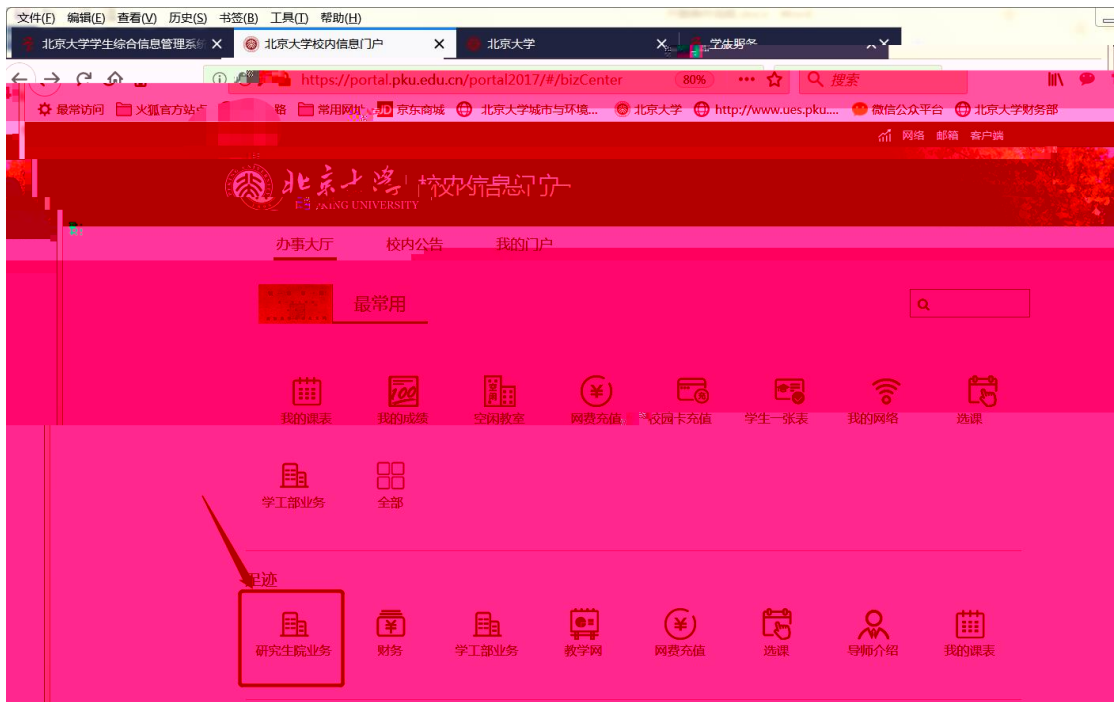 文件(F) 编辑(E) 查看(V) 历史(S) 书签(B) 工具(T) 帮助(H)
北京大学学生综合信息管理系统 北京大学校内信息门户 北京大学
https://portal.pku.edu.cn/portal2017/#/bizCenter 80% 搜索
最常访问 火狐官方站点 常用网址 JD 京东商城 北京大学城市与环境... 北京大学 http://www.ues.pku.... 微信公众平台 北京大学财务部
网络 邮箱 客户端
北京大学 校内信息门户
PEKING UNIVERSITY
办事大厅 校内公告 我的门户
最常用
我的课表 我的成绩 空闲教室 网费充值 校园卡充值 学生一张表 我的网络 选课
学工部业务 全部
足迹
研究生院业务 财务 学工部业务 教学网 网费充值 选课 导师介绍 我的课表